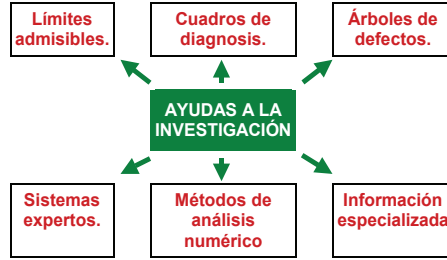 Límites
admisibles.
Cuadros de
diagnosis.
Árboles de
defectos.
AYUDAS A LA
INVESTIGACIÓN
Sistemas
expertos.
Métodos de
análisis
numérico
Información
especializada